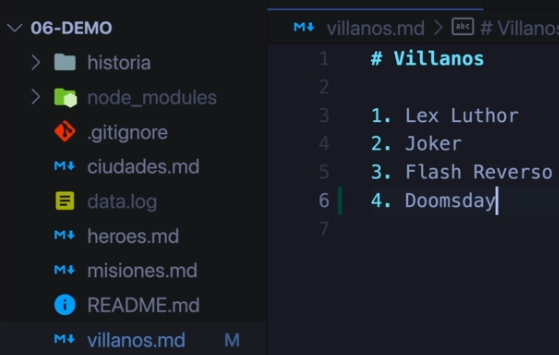 06-DEMO
historia
node_modules
.gitignore
ciudades.md
data.log
heroes.md
misiones.md
README.md
villanos.md M
villanos.md > abc # Villanos
1 # Villanos
2
3 1. Lex Luthor
4 2. Joker
5 3. Flash Reverso
6 4. Doomsday
7